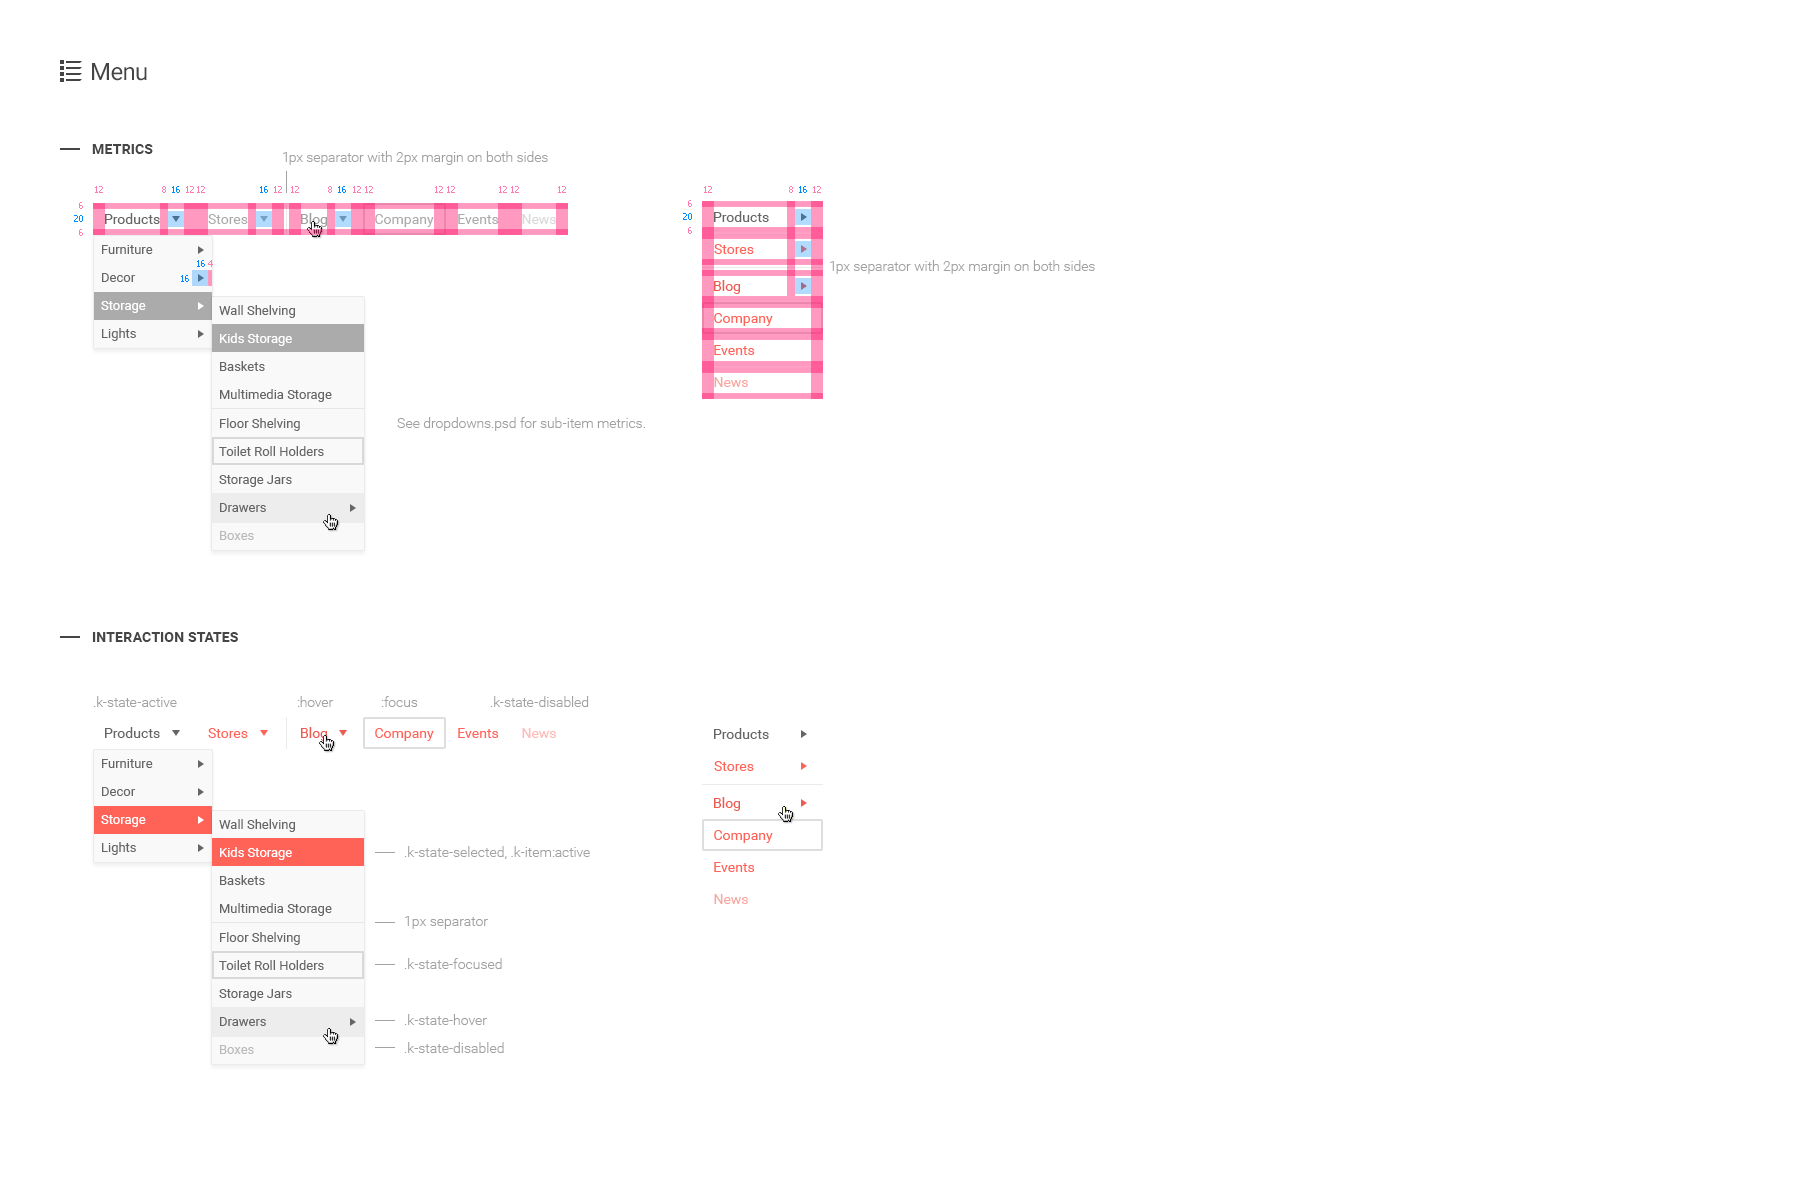 Menu
METRICS
1px separator with 2px margin on both sides
12 8 16 12 12 16 12 12 8 16 12 12 12 12 12 12 12
6
20
6
Products Stores Blog Company Events News
Furniture
16 4
Decor 16
Storage
Lights
Wall Shelving
Kids Storage
Baskets
Multimedia Storage
Floor Shelving
Toilet Roll Holders
Storage Jars
Drawers
Boxes
See dropdowns.psd for sub-item metrics.
12 8 16 12
6
20
6
Products
Stores
1px separator with 2px margin on both sides
Blog
Company
Events
News
INTERACTION STATES
.k-state-active :hover :focus .k-state-disabled
Products Stores Blog Company Events News
Furniture
Decor
Storage
Lights
Wall Shelving
Kids Storage .k-state-selected, .k-item:active
Baskets
Multimedia Storage
1px separator
Floor Shelving
Toilet Roll Holders .k-state-focused
Storage Jars
Drawers .k-state-hover
Boxes .k-state-disabled
Products
Stores
Blog
Company
Events
News